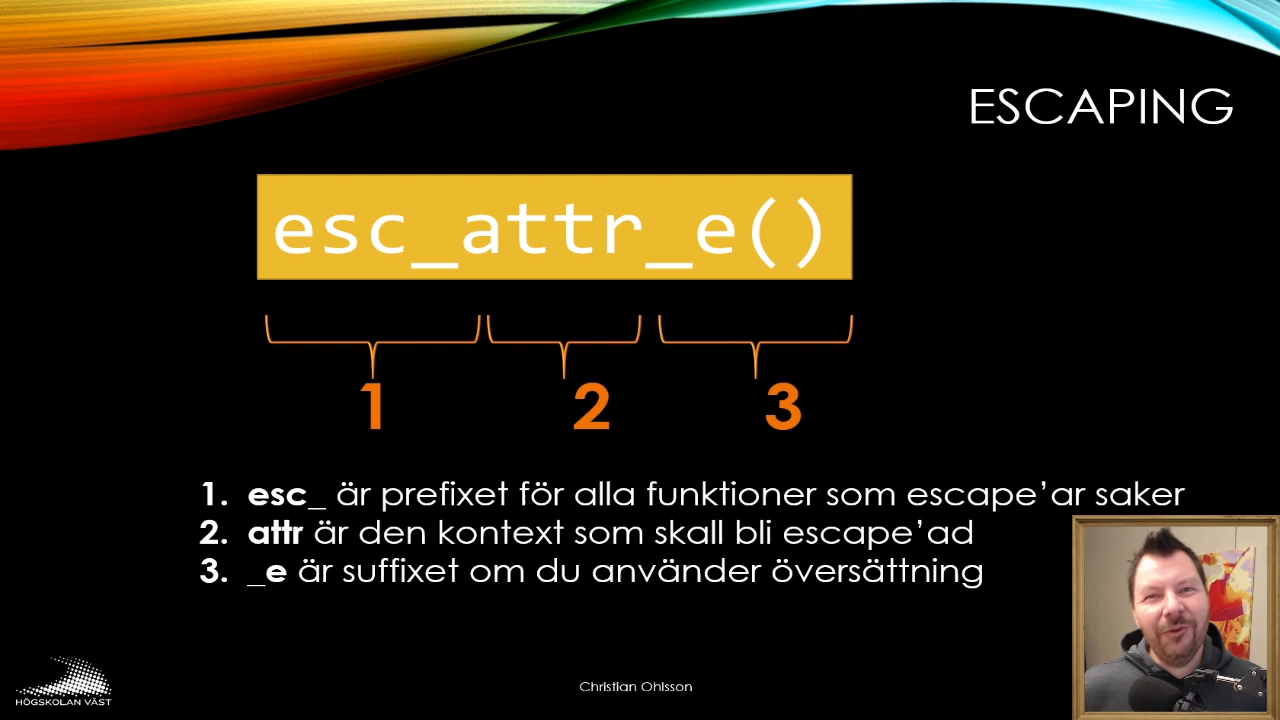 ESCAPING
esc_attr_e()
1 2 3
1. esc_ är prefixet för alla funktioner som escape’ar saker
2. attr är den kontext som skall bli escape’ad
3. _e är suffixet om du använder översättning
HÖGSKOLAN VÄST
Christian Ohlsson